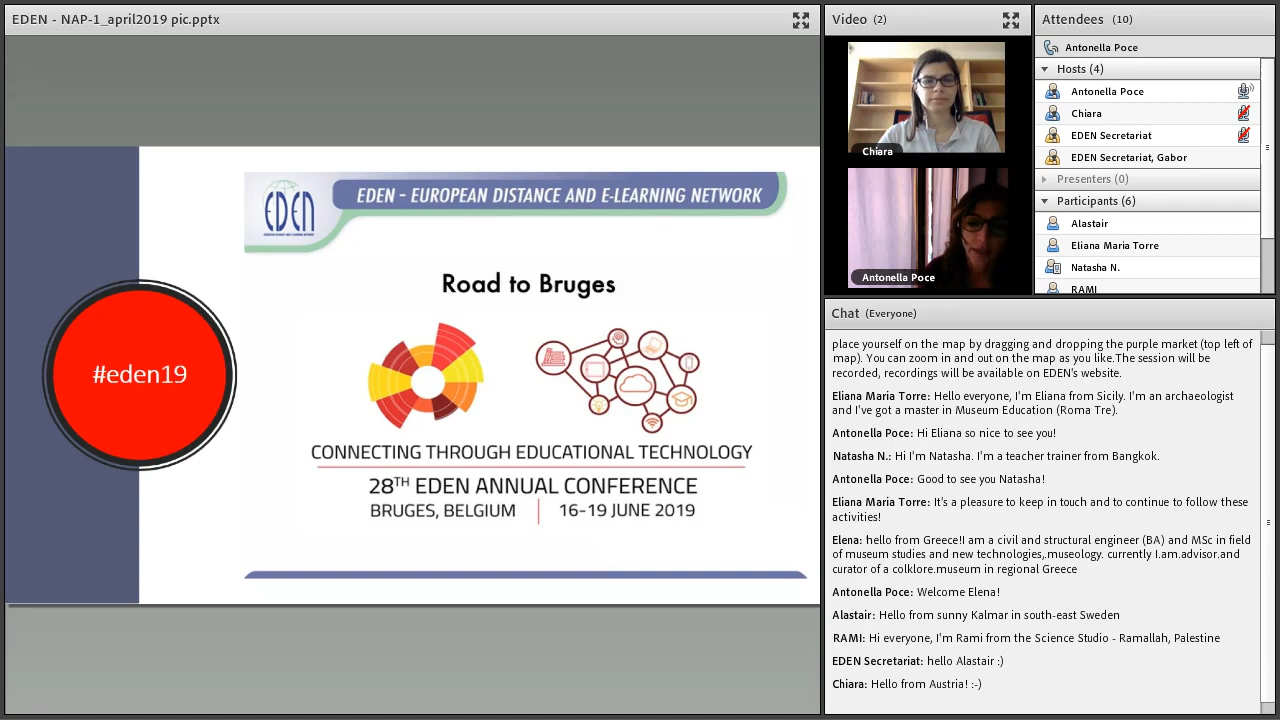 EDEN - NAP-1_april2019 pic.pptx
EDEN
EDEN - EUROPEAN DISTANCE AND E-LEARNING NETWORK
Road to Bruges
#eden19
CONNECTING THROUGH EDUCATIONAL TECHNOLOGY
28TH EDEN ANNUAL CONFERENCE
BRUGES, BELGIUM | 16-19 JUNE 2019
Video (2)
Chiara
Antonella Poce
Attendees (10)
Antonella Poce
Hosts (4)
Antonella Poce
Chiara
EDEN Secretariat
EDEN Secretariat, Gabor
Presenters (0)
Participants (6)
Alastair
Eliana Maria Torre
Natasha N.
RAMI
Chat (Everyone)
place yourself on the map by dragging and dropping the purple market (top left of
map). You can zoom in and out on the map as you like.The session will be
recorded, recordings will be available on EDEN's website.
Eliana Maria Torre: Hello everyone, I'm Eliana from Sicily. I'm an archaeologist
and I've got a master in Museum Education (Roma Tre).
Antonella Poce: Hi Eliana so nice to see you!
Natasha N.: Hi I'm Natasha. I'm a teacher trainer from Bangkok.
Antonella Poce: Good to see you Natasha!
Eliana Maria Torre: It's a pleasure to keep in touch and to continue to follow these
activities!
Elena: hello from Greece!I am a civil and structural engineer (BA) and MSc in field
of museum studies and new technologies,.museology. currently I.am.advisor.and
curator of a colklore.museum in regional Greece
Antonella Poce: Welcome Elena!
Alastair: Hello from sunny Kalmar in south-east Sweden
RAMI: Hi everyone, I'm Rami from the Science Studio - Ramallah, Palestine
EDEN Secretariat: hello Alastair :)
Chiara: Hello from Austria! :-)